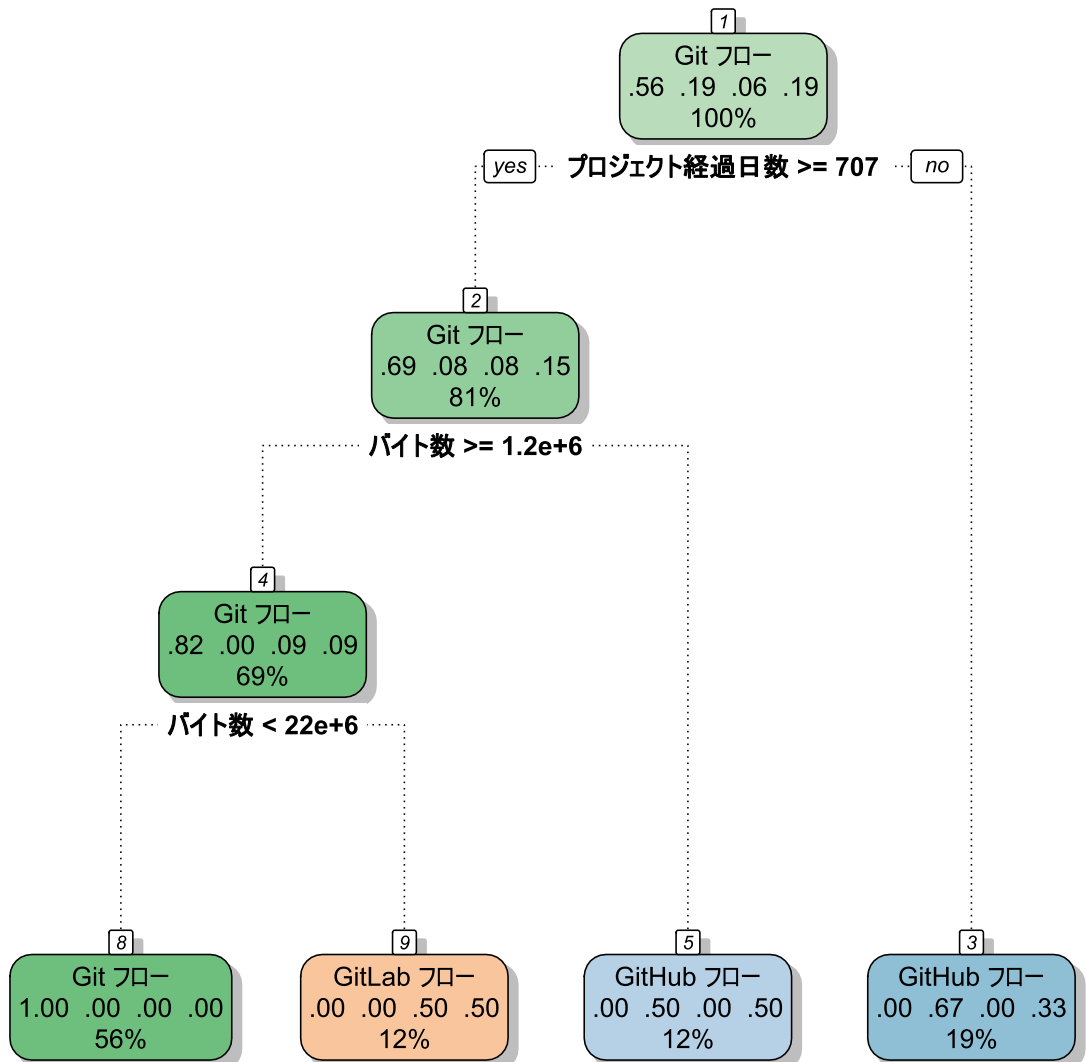 1
Git フロー
.56 .19 .06 .19
100%
yes プロジェクト経過日数 >= 707 no
2
Git フロー
.69 .08 .08 .15
81%
バイト数 >= 1.2e+6
4
Git フロー
.82 .00 .09 .09
69%
バイト数 < 22e+6
8
Git フロー
1.00 .00 .00 .00
56%
9
GitLab フロー
.00 .00 .50 .50
12%
5
GitHub フロー
.00 .50 .00 .50
12%
3
GitHub フロー
.00 .67 .00 .33
19%